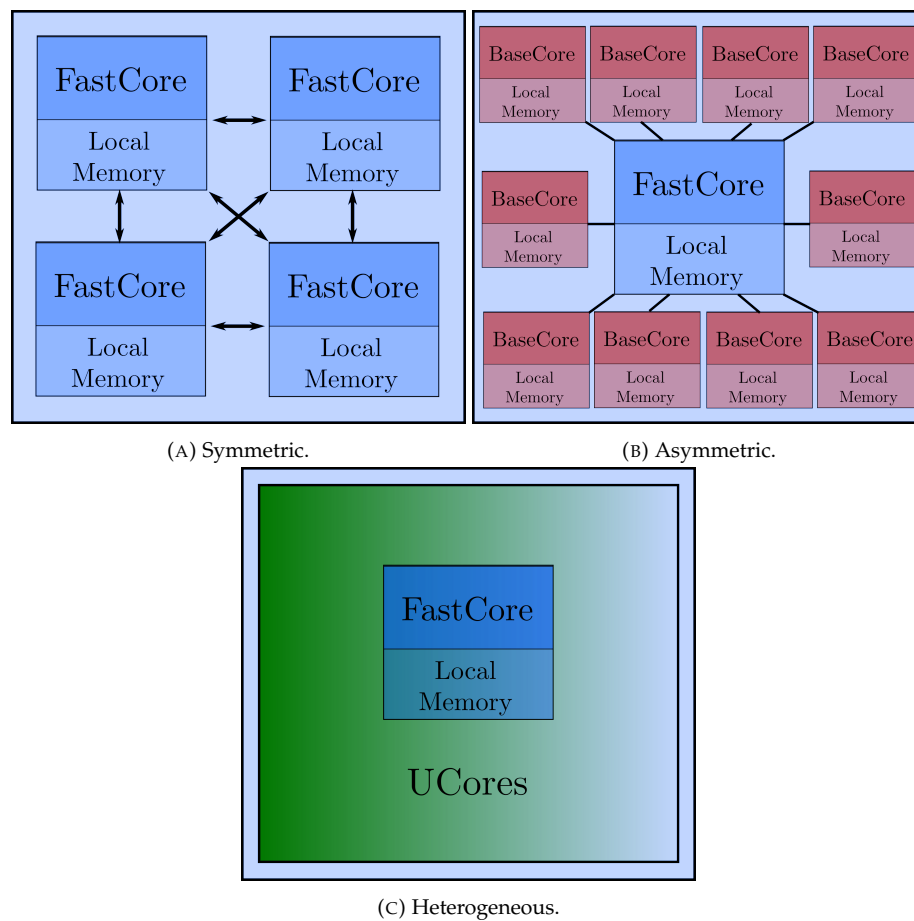 FastCore
Local
Memory
FastCore
Local
Memory
FastCore
Local
Memory
FastCore
Local
Memory
(A) Symmetric.
BaseCore
Local
Memory
BaseCore
Local
Memory
BaseCore
Local
Memory
BaseCore
Local
Memory
BaseCore
Local
Memory
FastCore
Local
Memory
BaseCore
Local
Memory
BaseCore
Local
Memory
BaseCore
Local
Memory
BaseCore
Local
Memory
BaseCore
Local
Memory
(B) Asymmetric.
FastCore
Local
Memory
UCores
(C) Heterogeneous.